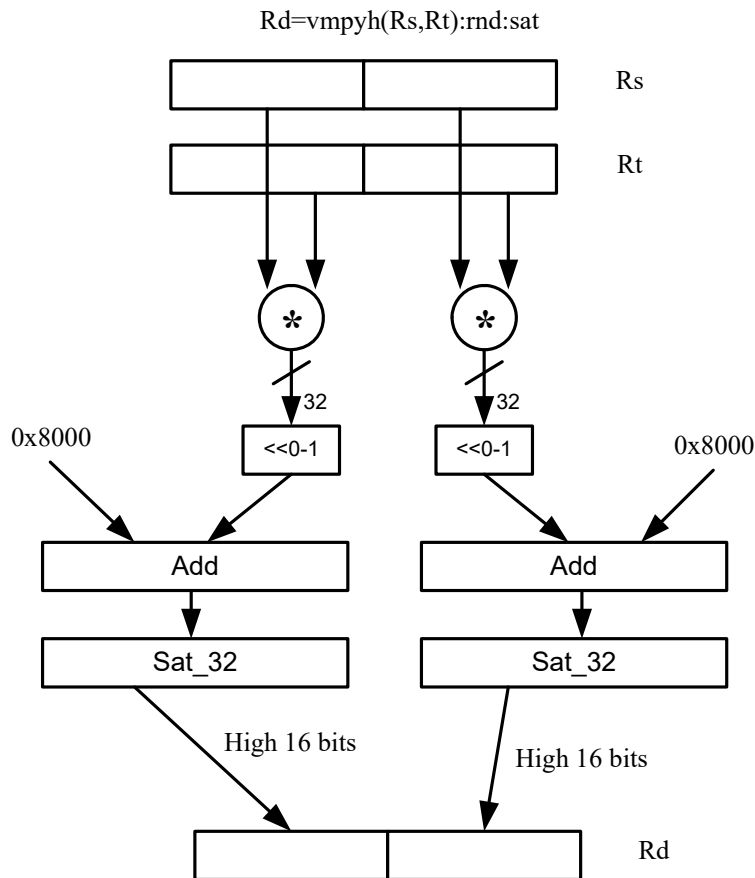 Rd=vmpyh(Rs,Rt):rnd:sat
Rs
Rt
* *
32 32
0x8000 <<0-1 <<0-1 0x8000
Add Add
Sat_32 Sat_32
High 16 bits High 16 bits
Rd